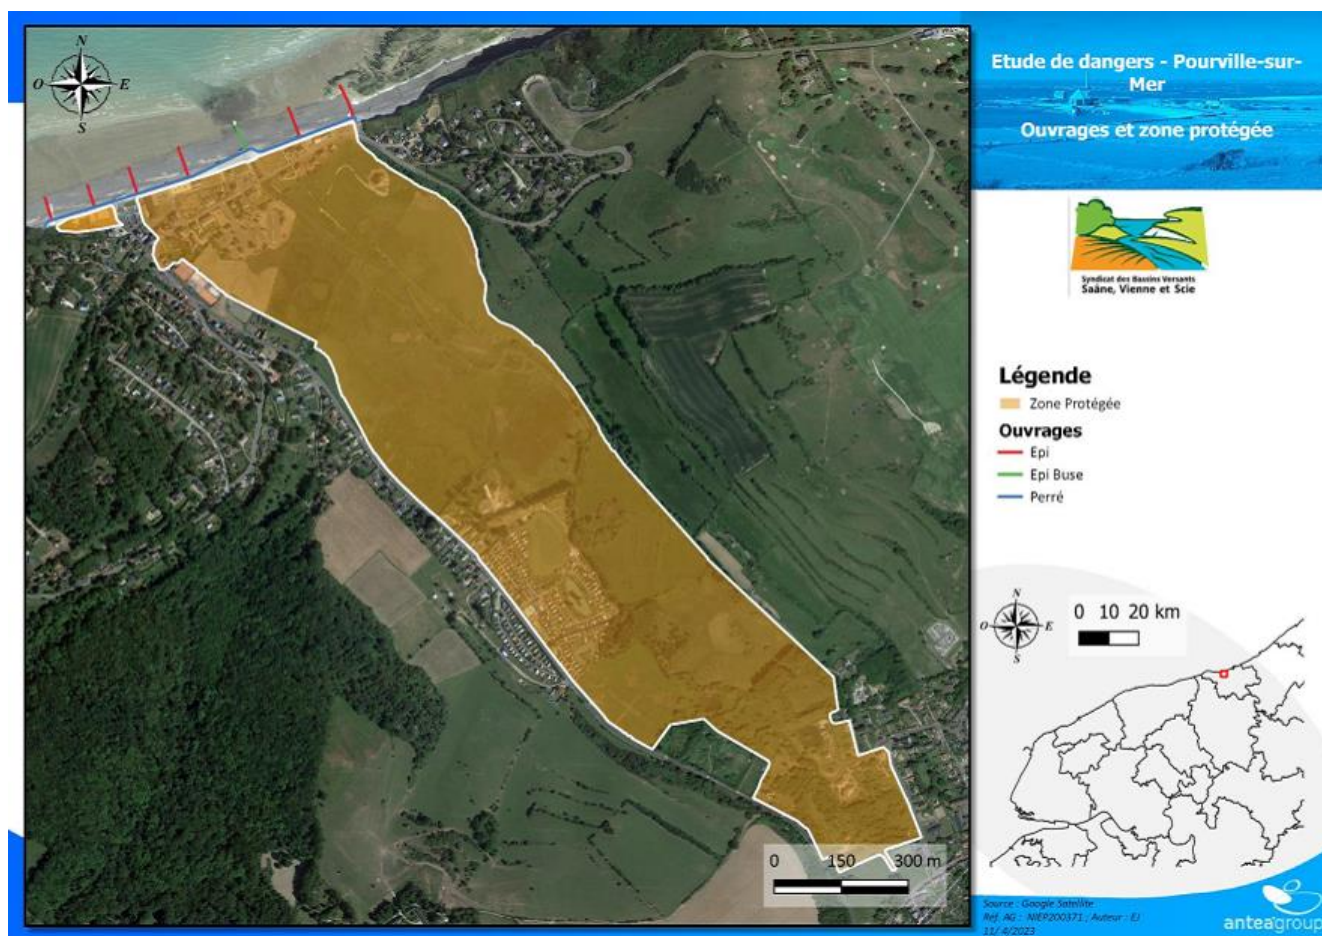 N
O E
S
Etude de dangers - Pourville-sur-
Mer
Ouvrages et zone protégée
Syndicat des Bassins Versants
Saâne, Vienne et Scie
Légende
Zone Protégée
Ouvrages
Epi
Epi Buse
Perré
N
O E
S
0 10 20 km
0 150 300 m
Source : Google Satellite
Réf. AG : NIEP200371 ; Auteur : EJ
11/ 4/2023
anteagroup